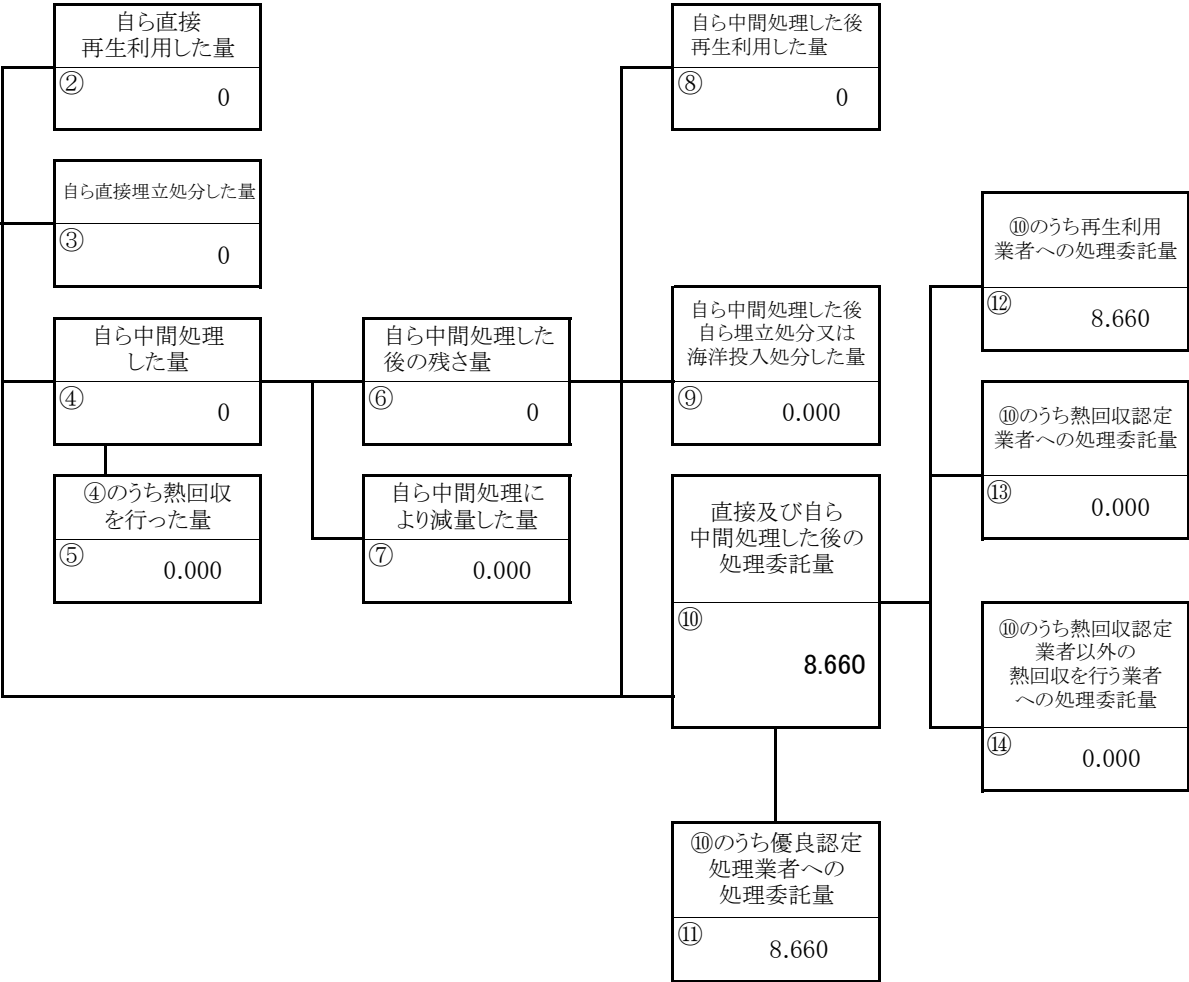 自ら直接
再生利用した量
②
0
自ら直接埋立処分した量
③
0
自ら中間処理
した量
④
0
④のうち熱回収
を行った量
⑤
0.000
自ら中間処理した
後の残さ量
⑥
0
自ら中間処理に
より減量した量
⑦
0.000
自ら中間処理した後
再生利用した量
⑧
0
自ら中間処理した後
自ら埋立処分又は
海洋投入処分した量
⑨
0.000
直接及び自ら
中間処理した後の
処理委託量
⑩
8.660
⑩のうち優良認定
処理業者への
処理委託量
⑪
8.660
⑩のうち再生利用
業者への処理委託量
⑫
8.660
⑩のうち熱回収認定
業者への処理委託量
⑬
0.000
⑩のうち熱回収認定
業者以外の
熱回収を行う業者
への処理委託量
⑭
0.000